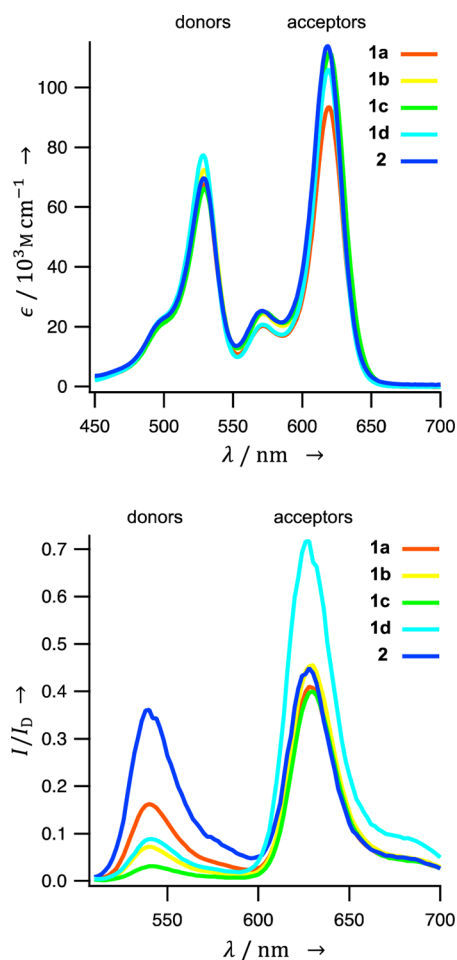 donors acceptors
1a
1b
1c
1d
2
ϵ / 10³ᴍ cm⁻¹ →
100
80
60
40
20
0
450 500 550 600 650 700
λ / nm →
donors acceptors
1a
1b
1c
1d
2
I/I_D →
0.7
0.6
0.5
0.4
0.3
0.2
0.1
0.0
550 600 650 700
λ / nm →